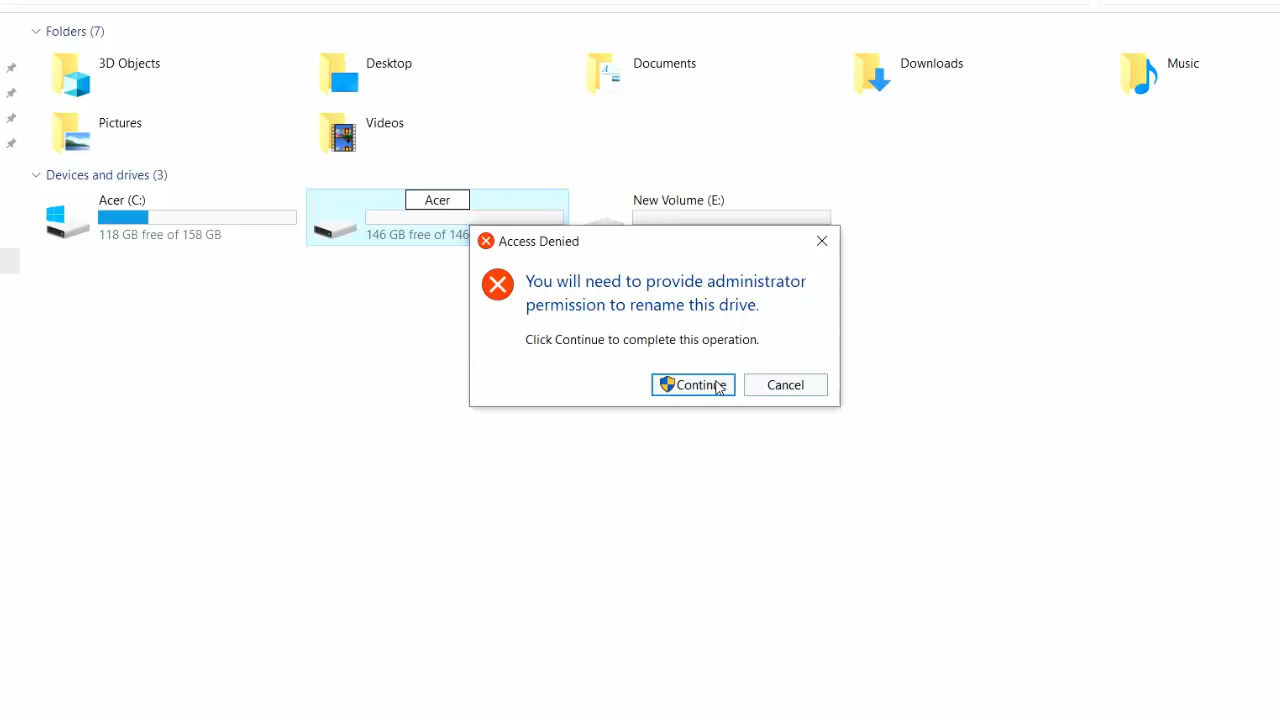 Folders (7)
3D Objects
Desktop
Documents
Downloads
Music
Pictures
Videos
Devices and drives (3)
Acer (C:)
118 GB free of 158 GB
Acer
146 GB free of 146
New Volume (E:)
Access Denied
You will need to provide administrator
permission to rename this drive.
Click Continue to complete this operation.
Continue
Cancel